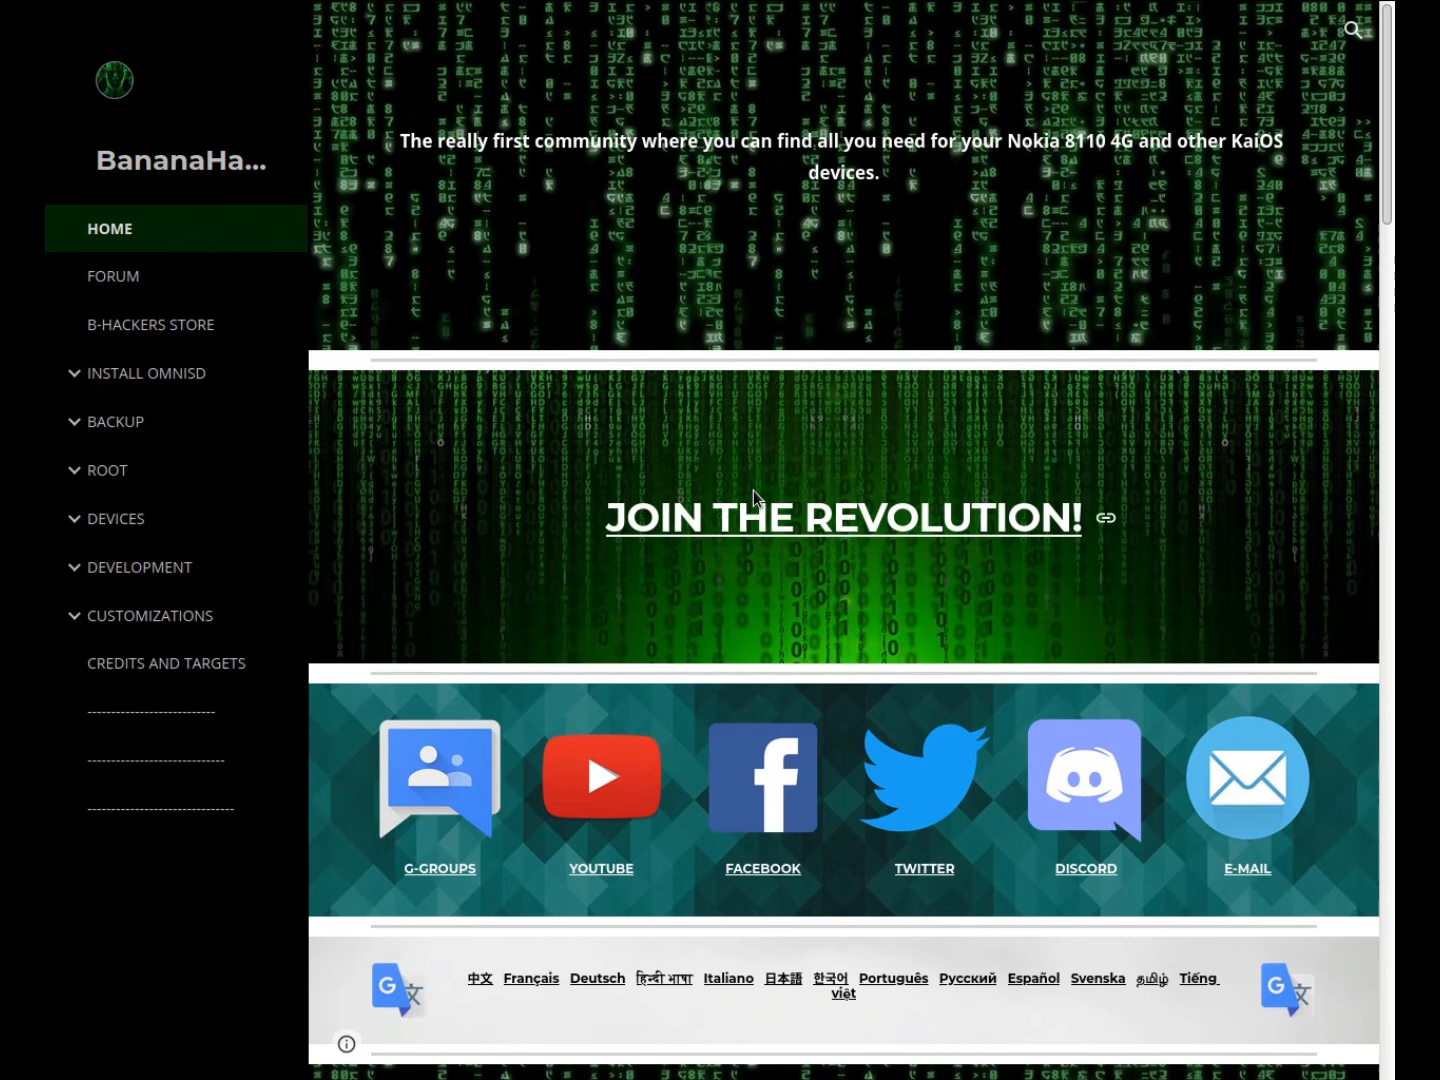 BananaHa...
HOME
FORUM
B-HACKERS STORE
INSTALL OMNISD
BACKUP
ROOT
DEVICES
DEVELOPMENT
CUSTOMIZATIONS
CREDITS AND TARGETS
---------------------------
-----------------------------
-------------------------------
The really first community where you can find all you need for your Nokia 8110 4G and other KaiOS
devices.
JOIN THE REVOLUTION!
G-GROUPS YOUTUBE FACEBOOK TWITTER DISCORD E-MAIL
中文 Français Deutsch हिन्दी भाषा Italiano 日本語 한국어 Português Русский Español Svenska தமிழ் Tiếng
việt